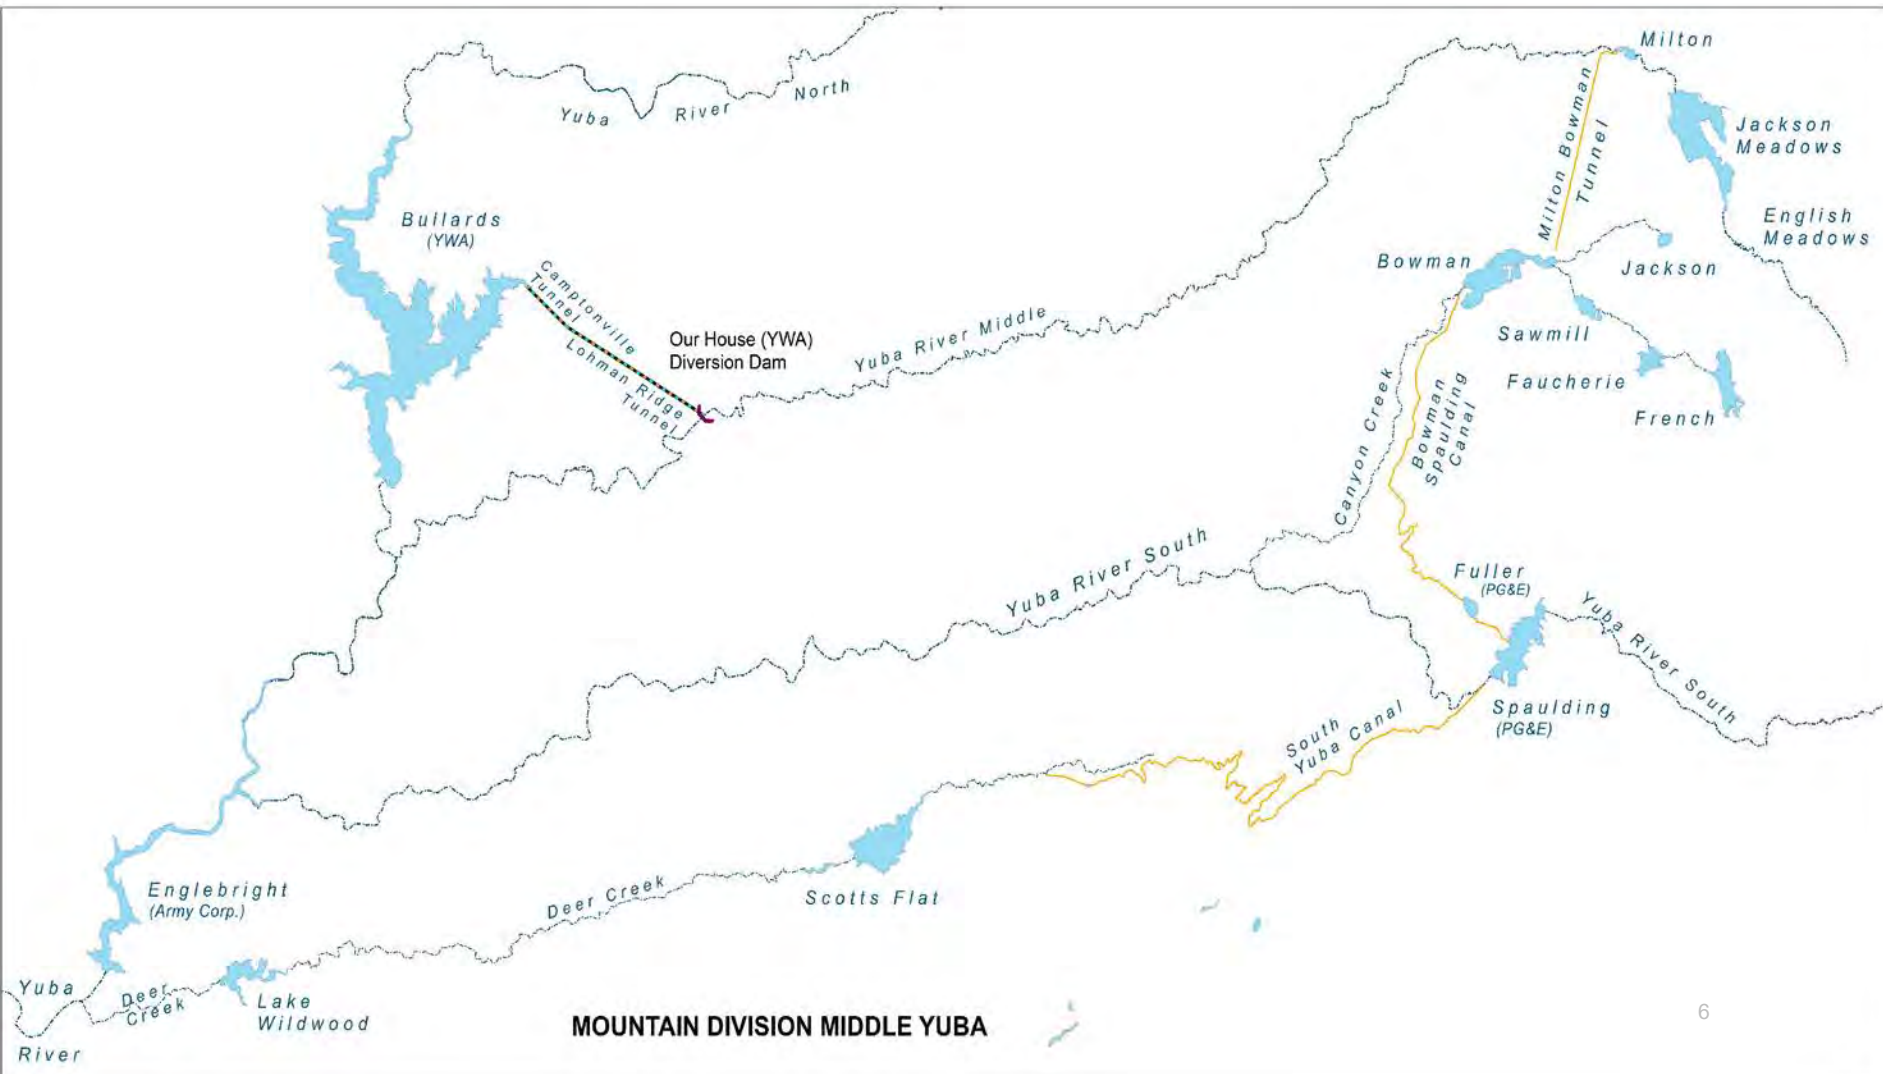 Milton
Yuba River North
Milton Bowman
Tunnel
Jackson
Meadows
Bullards
(YWA)
English
Meadows
Bowman
Jackson
Camptonville
Tunnel
Our House (YWA)
Diversion Dam
Yuba River Middle
Sawmill
Lohman Ridge
Tunnel
Faucherie
French
Canyon Creek
Bowman
Spaulding
Canal
Yuba River South
Fuller
(PG&E)
Yuba River South
Spaulding
(PG&E)
South
Yuba Canal
Englebright
(Army Corp.)
Deer Creek
Scotts Flat
Yuba
River
Deer
Creek
Lake
Wildwood
MOUNTAIN DIVISION MIDDLE YUBA
6